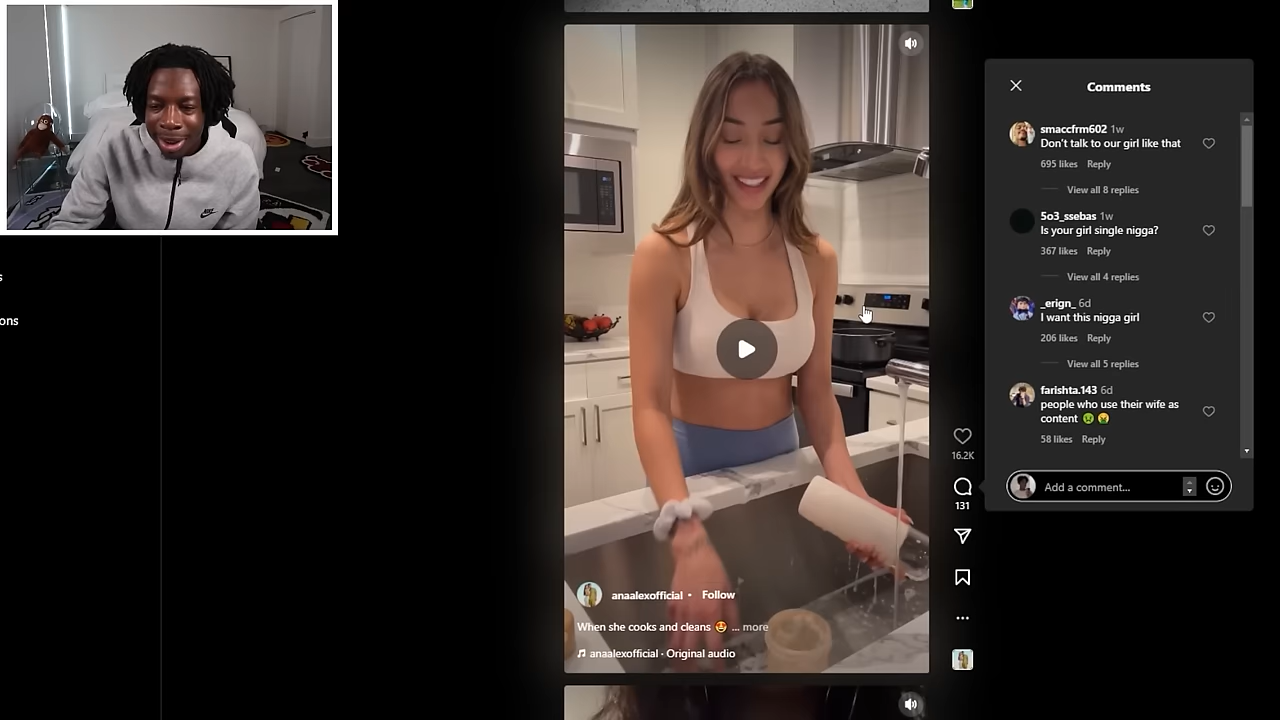 s
ons
anaalexofficial • Follow
When she cooks and cleans 🤩 ... more
anaalexofficial · Original audio
16.2K
131
Comments
smaccfrm602 1w
Don't talk to our girl like that
695 likes Reply
View all 8 replies
5o3_ssebas 1w
Is your girl single nigga?
367 likes Reply
View all 4 replies
_erign_ 6d
I want this nigga girl
206 likes Reply
View all 5 replies
farishta.143 6d
people who use their wife as
content 🤢 🤮
58 likes Reply
Add a comment...